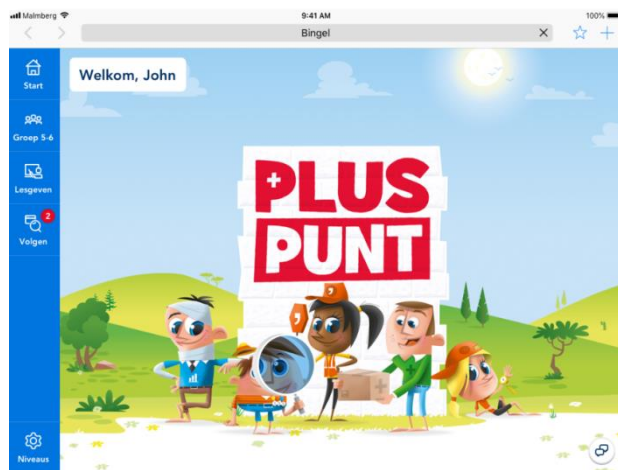 Malmberg 9:41 AM 100%
Bingel
Start
Welkom, John
Groep 5-6
Lesgeven
2
Volgen
PLUS
PUNT
Niveaus